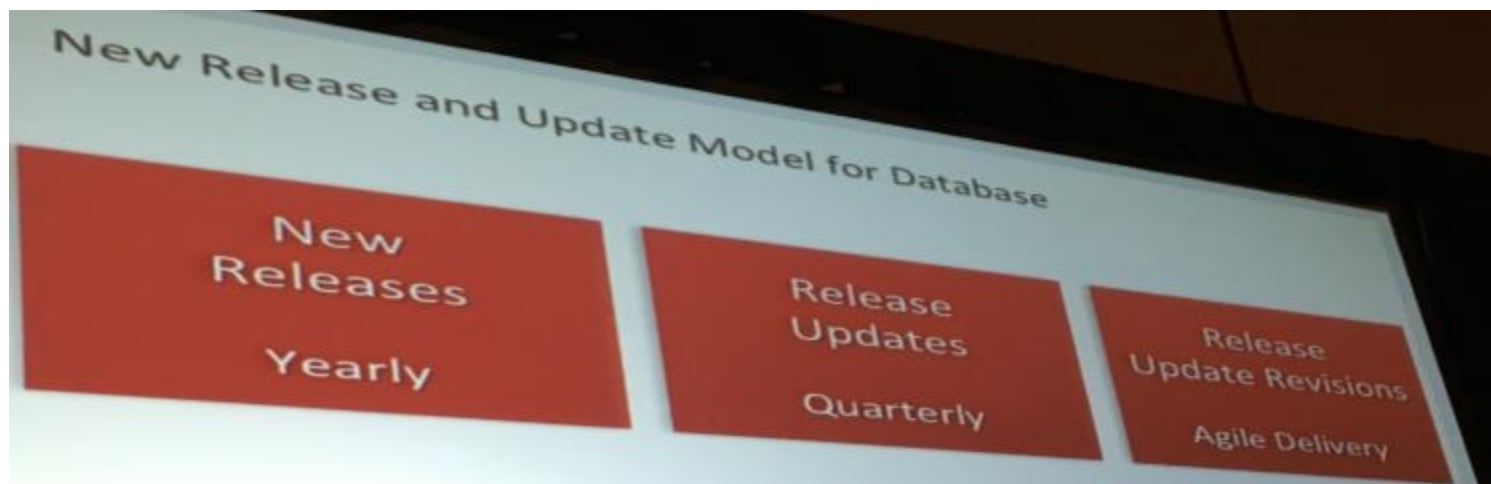 New Release and Update Model for Database
New
Releases
Yearly
Release
Updates
Quarterly
Release
Update Revisions
Agile Delivery